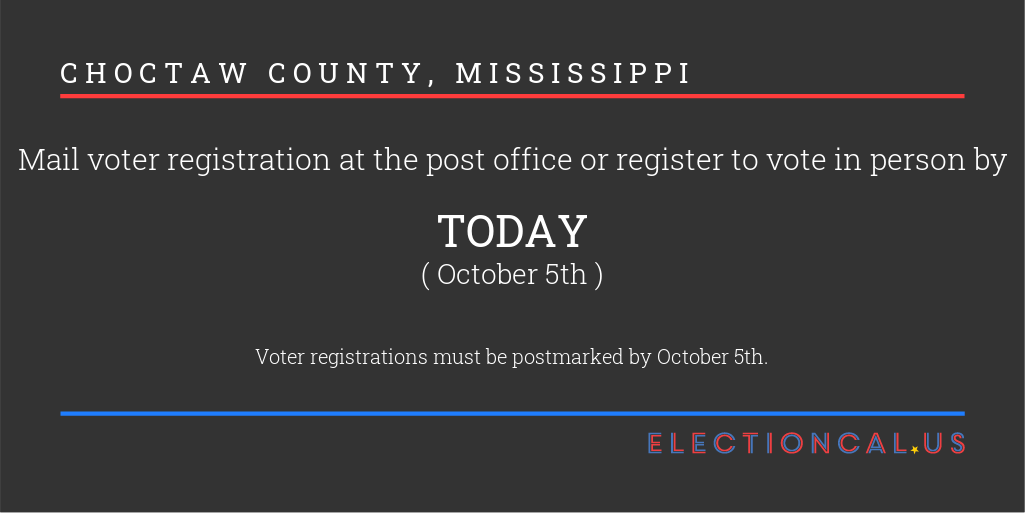 CHOCTAW COUNTY, MISSISSIPPI
Mail voter registration at the post office or register to vote in person by
TODAY
( October 5th )
Voter registrations must be postmarked by October 5th.
ELECTIONCAL.US